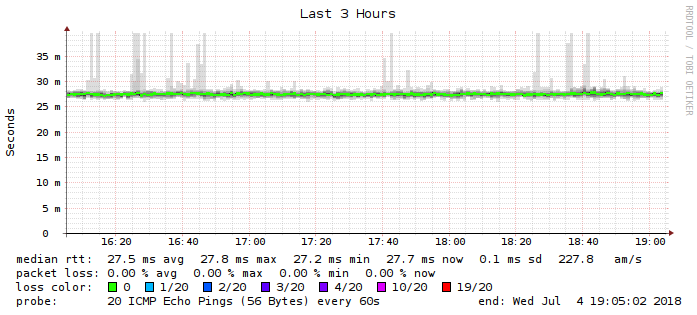 Last 3 Hours
RRDTOOL / TOBI OETIKER
Seconds
35 m
30 m
25 m
20 m
15 m
10 m
5 m
0
16:20 16:40 17:00 17:20 17:40 18:00 18:20 18:40 19:00
median rtt: 27.5 ms avg 27.8 ms max 27.2 ms min 27.7 ms now 0.1 ms sd 227.8 am/s
packet loss: 0.00 % avg 0.00 % max 0.00 % min 0.00 % now
loss color: 0 1/20 2/20 3/20 4/20 10/20 19/20
probe: 20 ICMP Echo Pings (56 Bytes) every 60s end: Wed Jul 4 19:05:02 2018